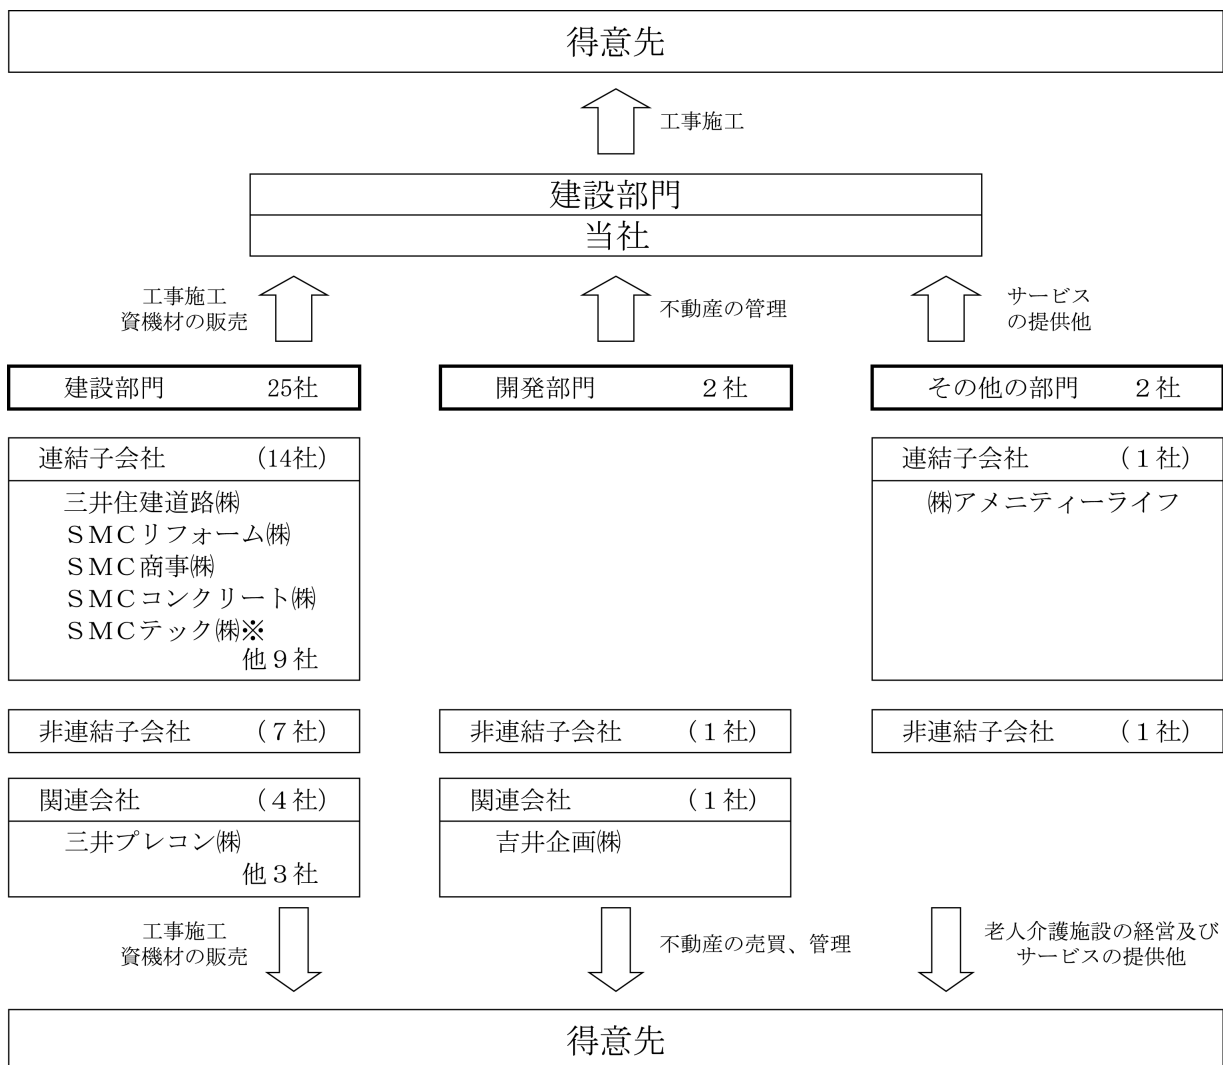 得意先
工事施工
建設部門
当社
工事施工
資機材の販売
不動産の管理
サービス
の提供他
建設部門 25社
開発部門 ２社
その他の部門 ２社
連結子会社 (14社)
三井住建道路㈱
ＳＭＣリフォーム㈱
ＳＭＣ商事㈱
ＳＭＣコンクリート㈱
ＳＭＣテック㈱※
他９社
連結子会社 (１社)
㈱アメニティーライフ
非連結子会社 (７社)
非連結子会社 (１社)
非連結子会社 (１社)
関連会社 (４社)
三井プレコン㈱
他３社
関連会社 (１社)
吉井企画㈱
工事施工
資機材の販売
不動産の売買、管理
老人介護施設の経営及び
サービスの提供他
得意先